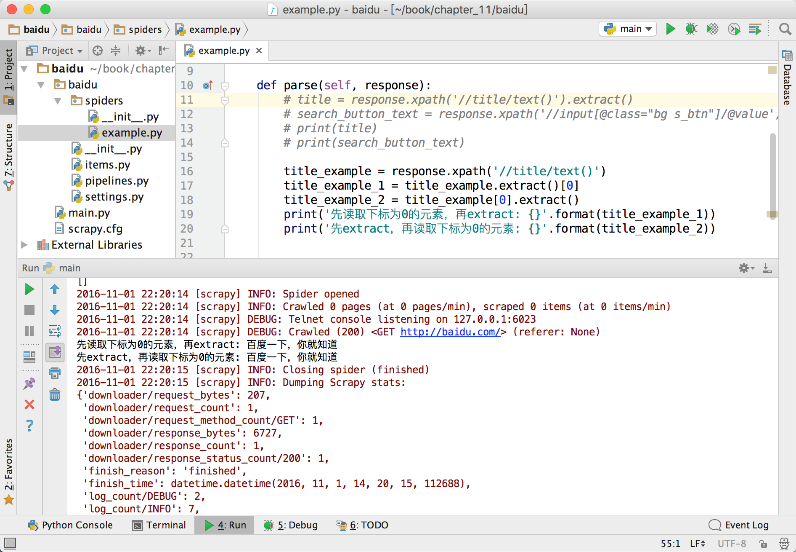 example.py - baidu - [~/book/chapter_11/baidu]
baidu baidu spiders example.py main
Project example.py
1: Project
Z: Structure
2: Favorites
Database
baidu ~/book/chapter
baidu
spiders
__init__.py
example.py
__init__.py
items.py
pipelines.py
settings.py
main.py
scrapy.cfg
External Libraries
9
10 def parse(self, response):
11 # title = response.xpath('//title/text()').extract()
12 # search_button_text = response.xpath('//input[@class="bg s_btn"]/@value'
13 # print(title)
14 # print(search_button_text)
15
16 title_example = response.xpath('//title/text()')
17 title_example_1 = title_example.extract()[0]
18 title_example_2 = title_example[0].extract()
19 print('先读取下标为0的元素，再extract: {}'.format(title_example_1))
20 print('先extract，再读取下标为0的元素: {}'.format(title_example_2))
21
22
Run main
[]
2016-11-01 22:20:14 [scrapy] INFO: Spider opened
2016-11-01 22:20:14 [scrapy] INFO: Crawled 0 pages (at 0 pages/min), scraped 0 items (at 0 items/min)
2016-11-01 22:20:14 [scrapy] DEBUG: Telnet console listening on 127.0.0.1:6023
2016-11-01 22:20:14 [scrapy] DEBUG: Crawled (200) <GET http://baidu.com/> (referer: None)
先读取下标为0的元素，再extract: 百度一下，你就知道
先extract，再读取下标为0的元素: 百度一下，你就知道
2016-11-01 22:20:15 [scrapy] INFO: Closing spider (finished)
2016-11-01 22:20:15 [scrapy] INFO: Dumping Scrapy stats:
{'downloader/request_bytes': 207,
'downloader/request_count': 1,
'downloader/request_method_count/GET': 1,
'downloader/response_bytes': 6727,
'downloader/response_count': 1,
'downloader/response_status_count/200': 1,
'finish_reason': 'finished',
'finish_time': datetime.datetime(2016, 11, 1, 14, 20, 15, 112688),
'log_count/DEBUG': 2,
'log_count/INFO': 7,
Python Console Terminal 4: Run 5: Debug 6: TODO Event Log
55:1 LF UTF-8